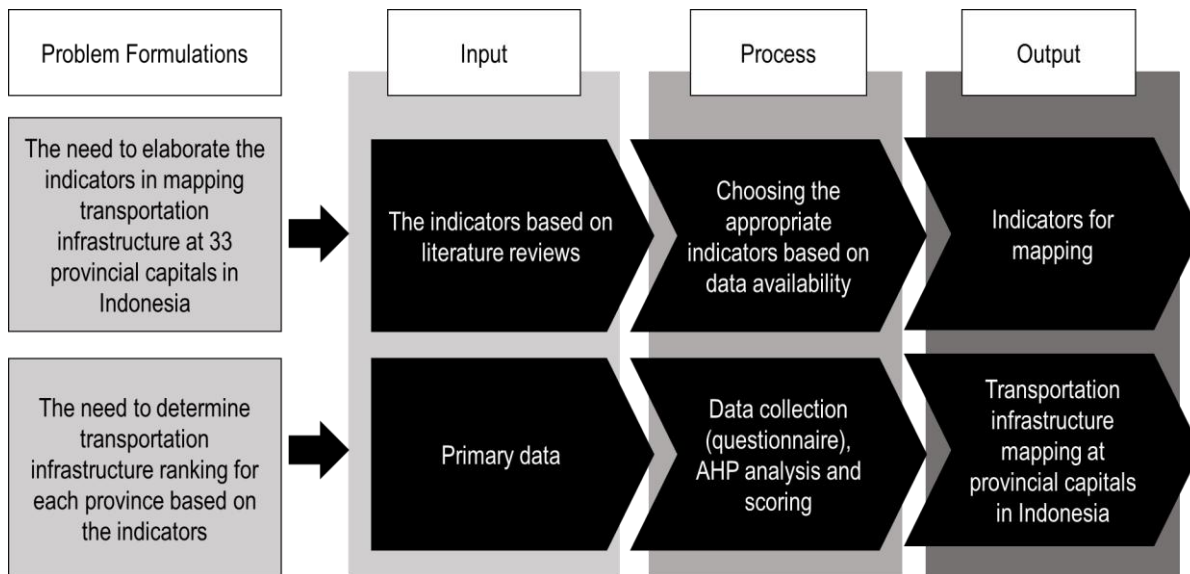 Problem Formulations
Input
Process
Output
The need to elaborate the
indicators in mapping
transportation
infrastructure at 33
provincial capitals in
Indonesia
The indicators based on
literature reviews
Choosing the
appropriate
indicators based on
data availability
Indicators for
mapping
The need to determine
transportation
infrastructure ranking for
each province based on
the indicators
Primary data
Data collection
(questionnaire),
AHP analysis and
scoring
Transportation
infrastructure
mapping at
provincial capitals
in Indonesia